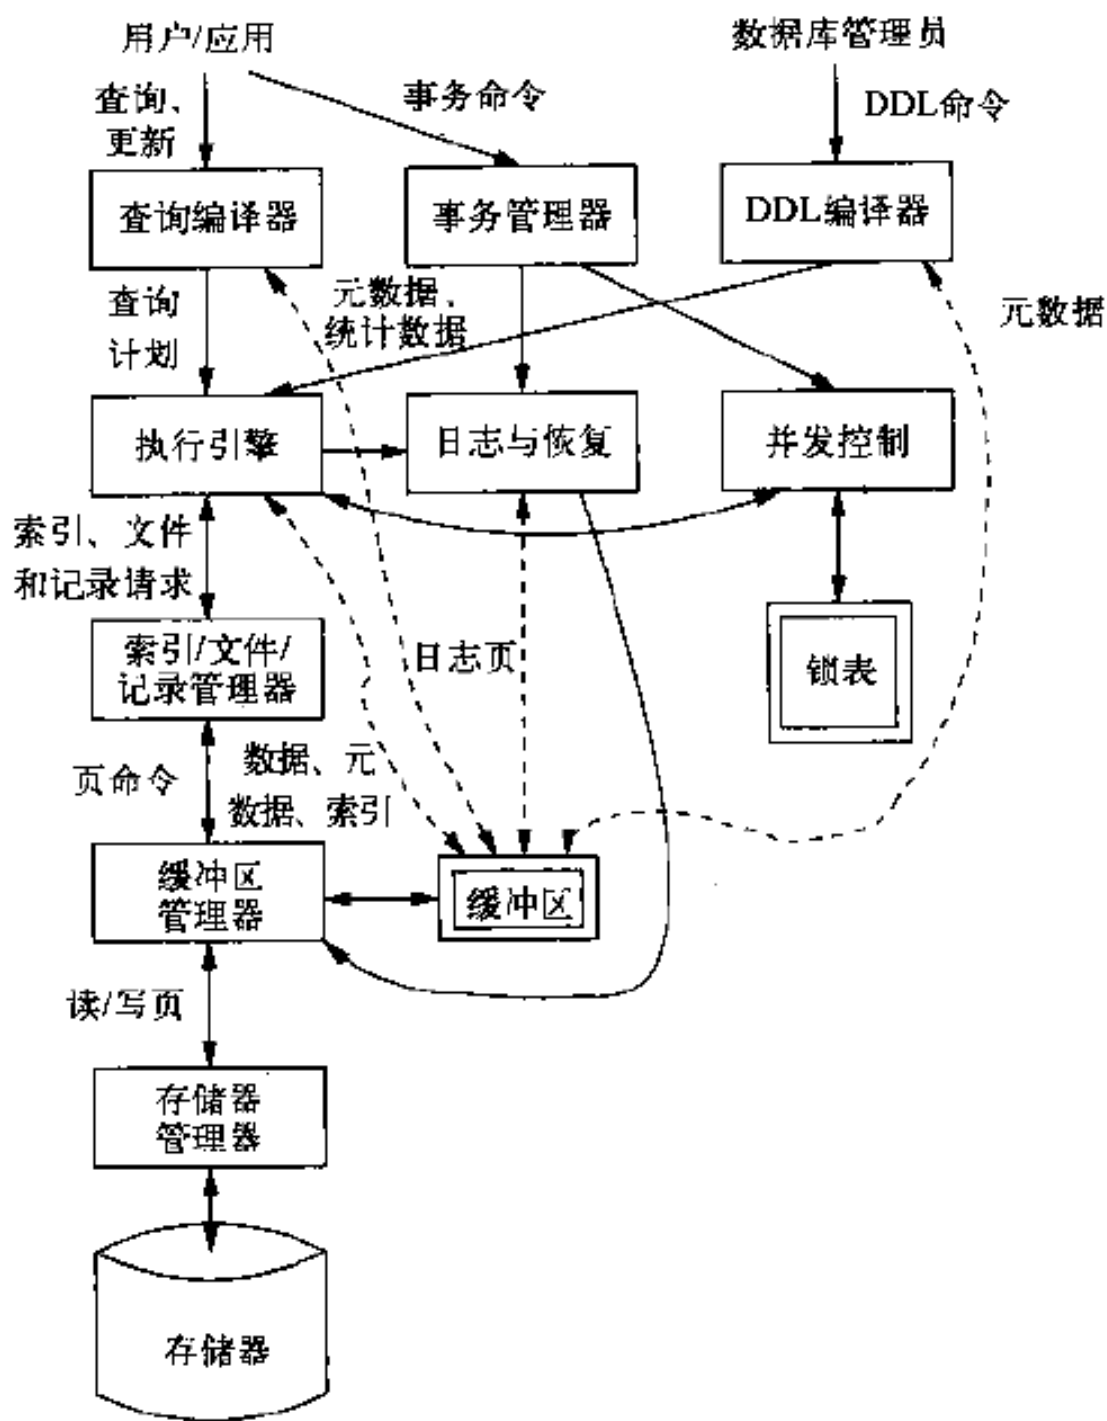 用户/应用
数据库管理员
查询、
更新
事务命令
DDL命令
查询编译器
事务管理器
DDL编译器
查询
计划
元数据、
统计数据
元数据
执行引擎
日志与恢复
并发控制
索引、文件
和记录请求
索引/文件/
记录管理器
日志页
锁表
页命令
数据、元
数据、索引
缓冲区
管理器
缓冲区
读/写页
存储器
管理器
存储器